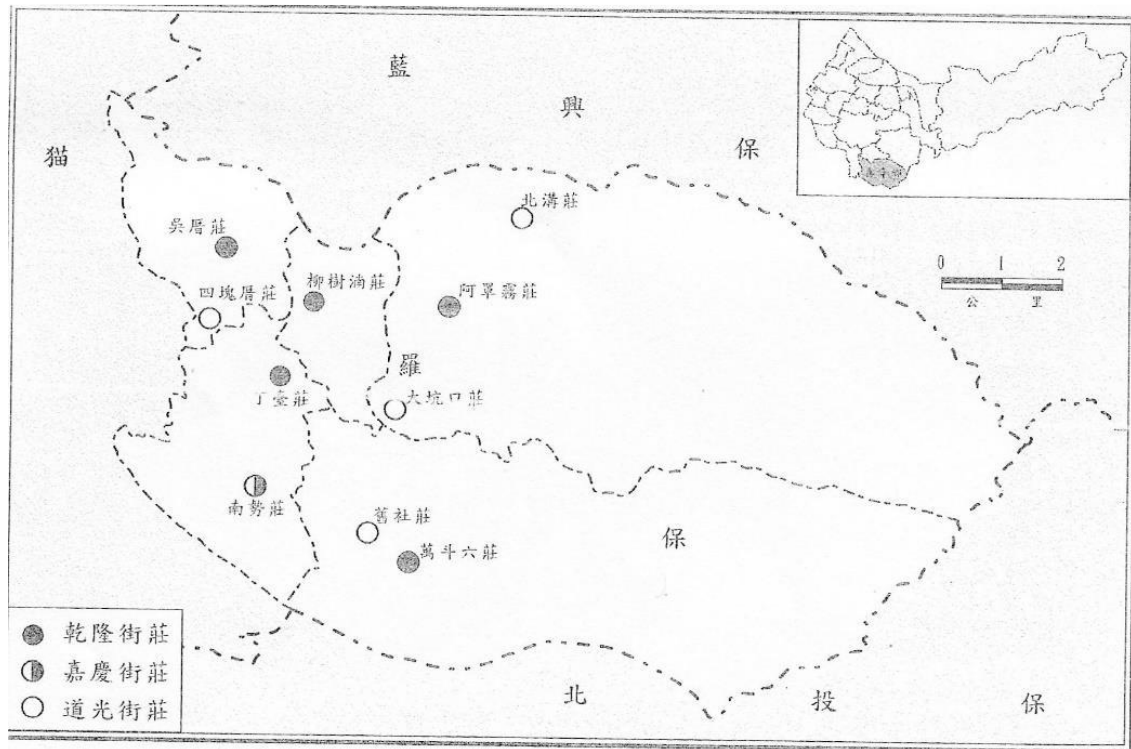 藍興保
貓羅保
北投保
北溝莊
吳厝莊
柳樹湳莊
阿罩霧莊
四塊厝莊
丁臺莊
大坑口莊
南勢莊
舊社莊
萬斗六莊
0 1 2
公里
乾隆街莊
嘉慶街莊
道光街莊